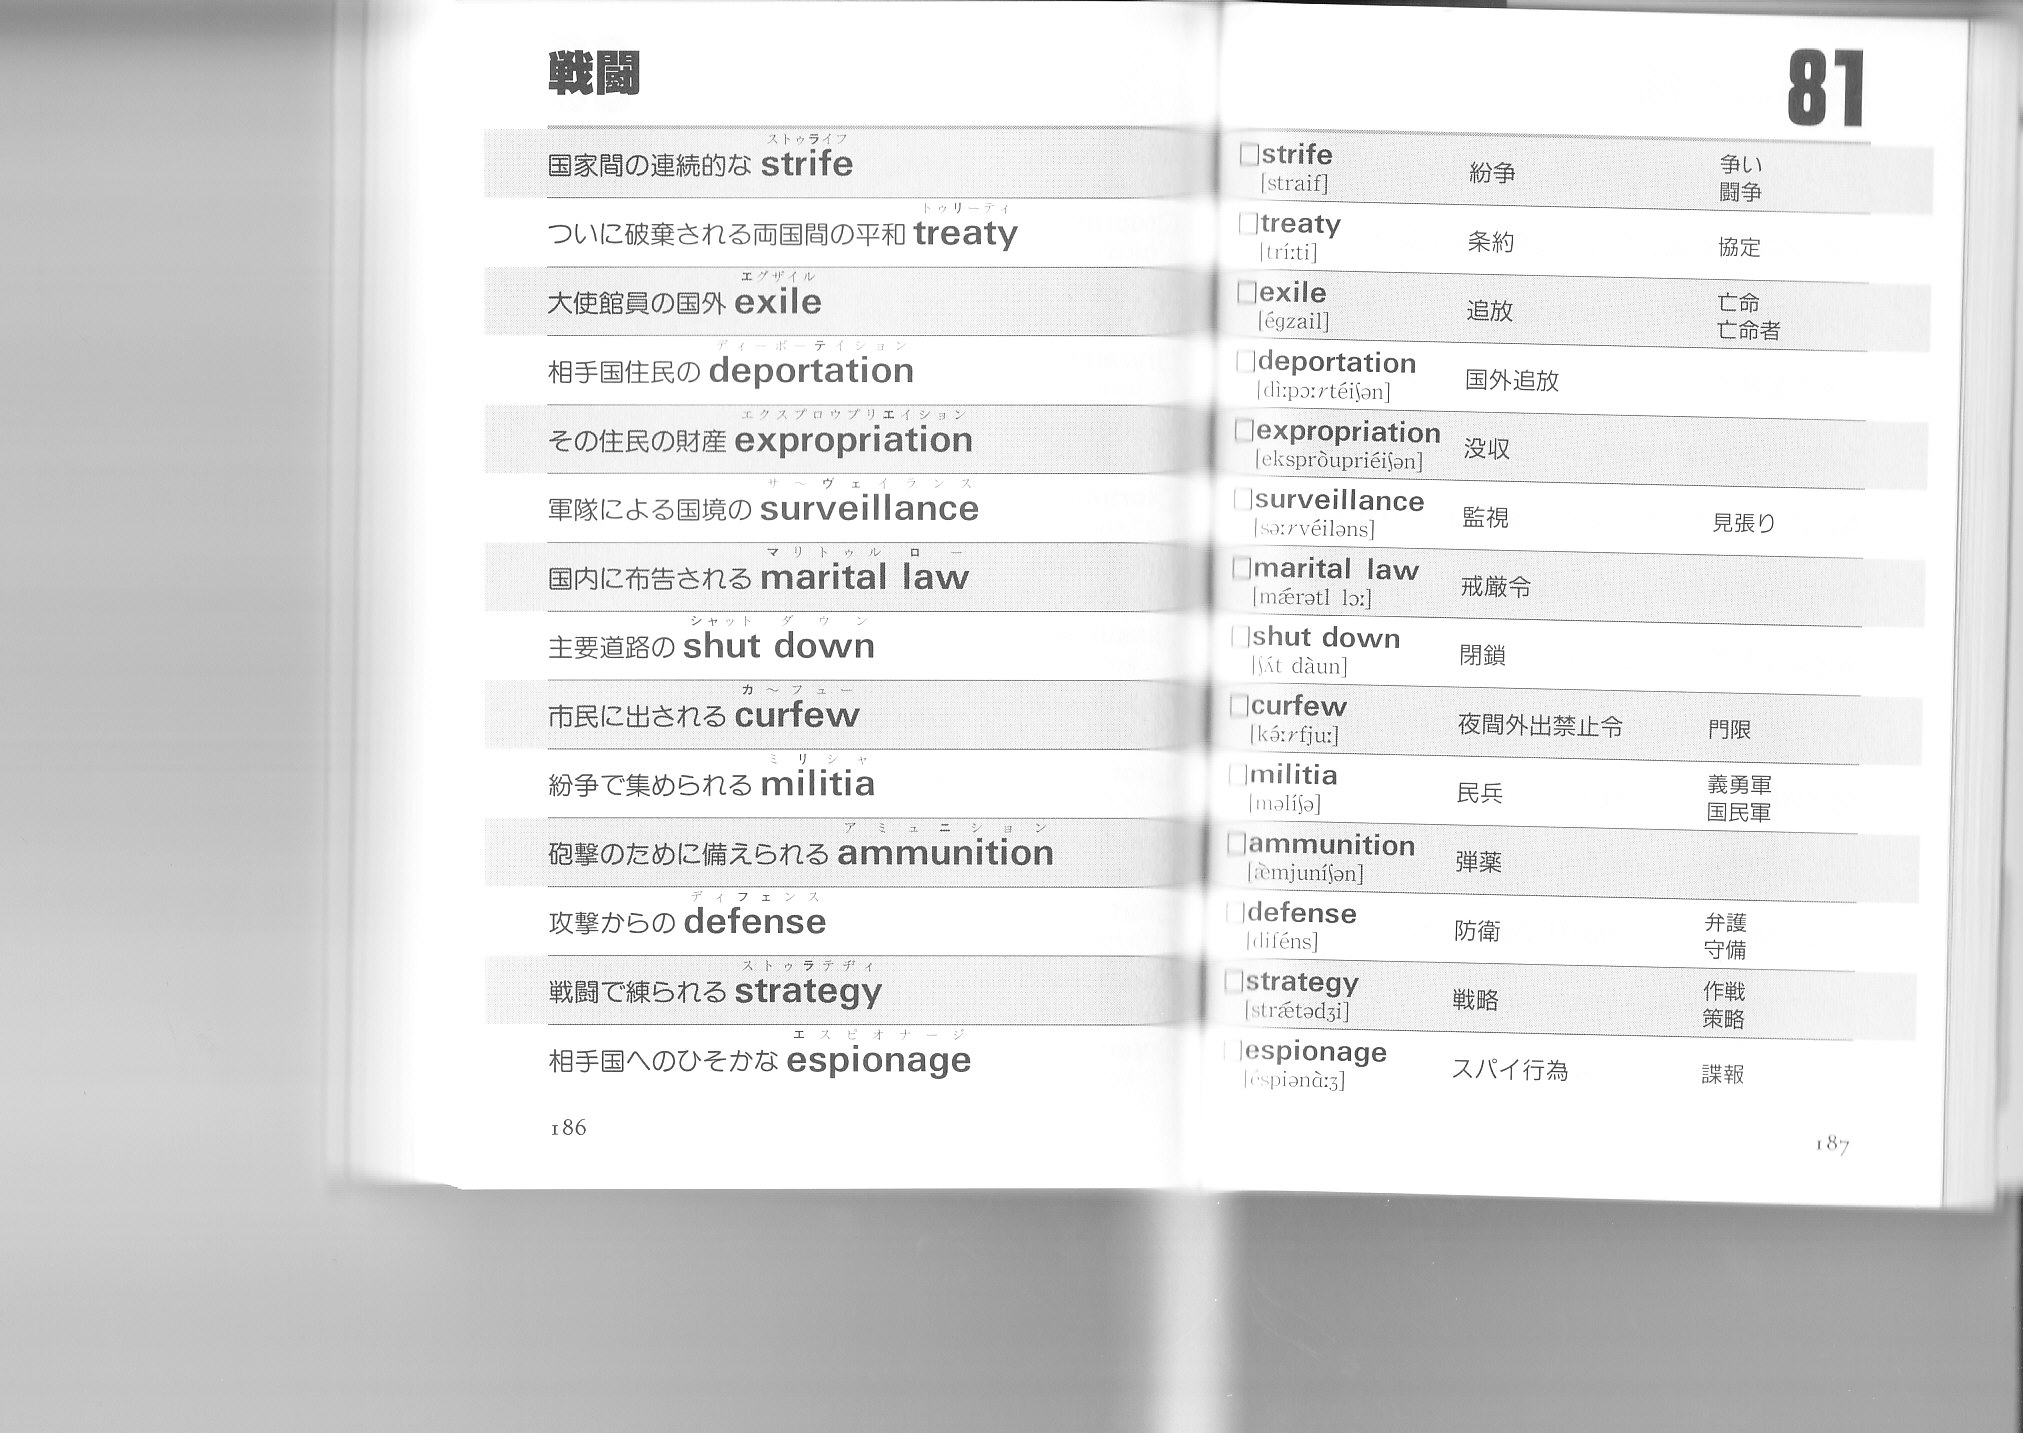 戦闘
ストゥライフ
国家間の連続的な strife
トゥリーティ
ついに破棄される両国間の平和 treaty
エグザイル
大使館員の国外 exile
ディーポーテイション
相手国住民の deportation
エクスプロウプリエイション
その住民の財産 expropriation
サ〜ヴェイランス
軍隊による国境の surveillance
マリトゥル ロー
国内に布告される marital law
シャット ダウン
主要道路の shut down
カ〜フュー
市民に出される curfew
ミリシャ
紛争で集められる militia
アミュニション
砲撃のために備えられる ammunition
ディフェンス
攻撃からの defense
ストゥラテヂィ
戦闘で練られる strategy
エスピオナージ
相手国へのひそかな espionage
186
81
□strife 紛争 争い
[straif] 闘争
□treaty 条約 協定
[tríːti]
□exile 追放 亡命
[égzail] 亡命者
□deportation 国外追放
[dìːpɔːrtéiʃən]
□expropriation 没収
[ekspròupriéiʃən]
□surveillance 監視 見張り
[səːrvéiləns]
□marital law 戒厳令
[mǽrətl lɔː]
□shut down 閉鎖
[ʃʌ́t dàun]
□curfew 夜間外出禁止令 門限
[kə́ːrfjuː]
□militia 民兵 義勇軍
[məlíʃə] 国民軍
□ammunition 弾薬
[æ̀mjuníʃən]
□defense 防衛 弁護
[diféns] 守備
□strategy 戦略 作戦
[strǽtədʒi] 策略
□espionage スパイ行為 諜報
[éspiənɑ̀ːʒ]
187